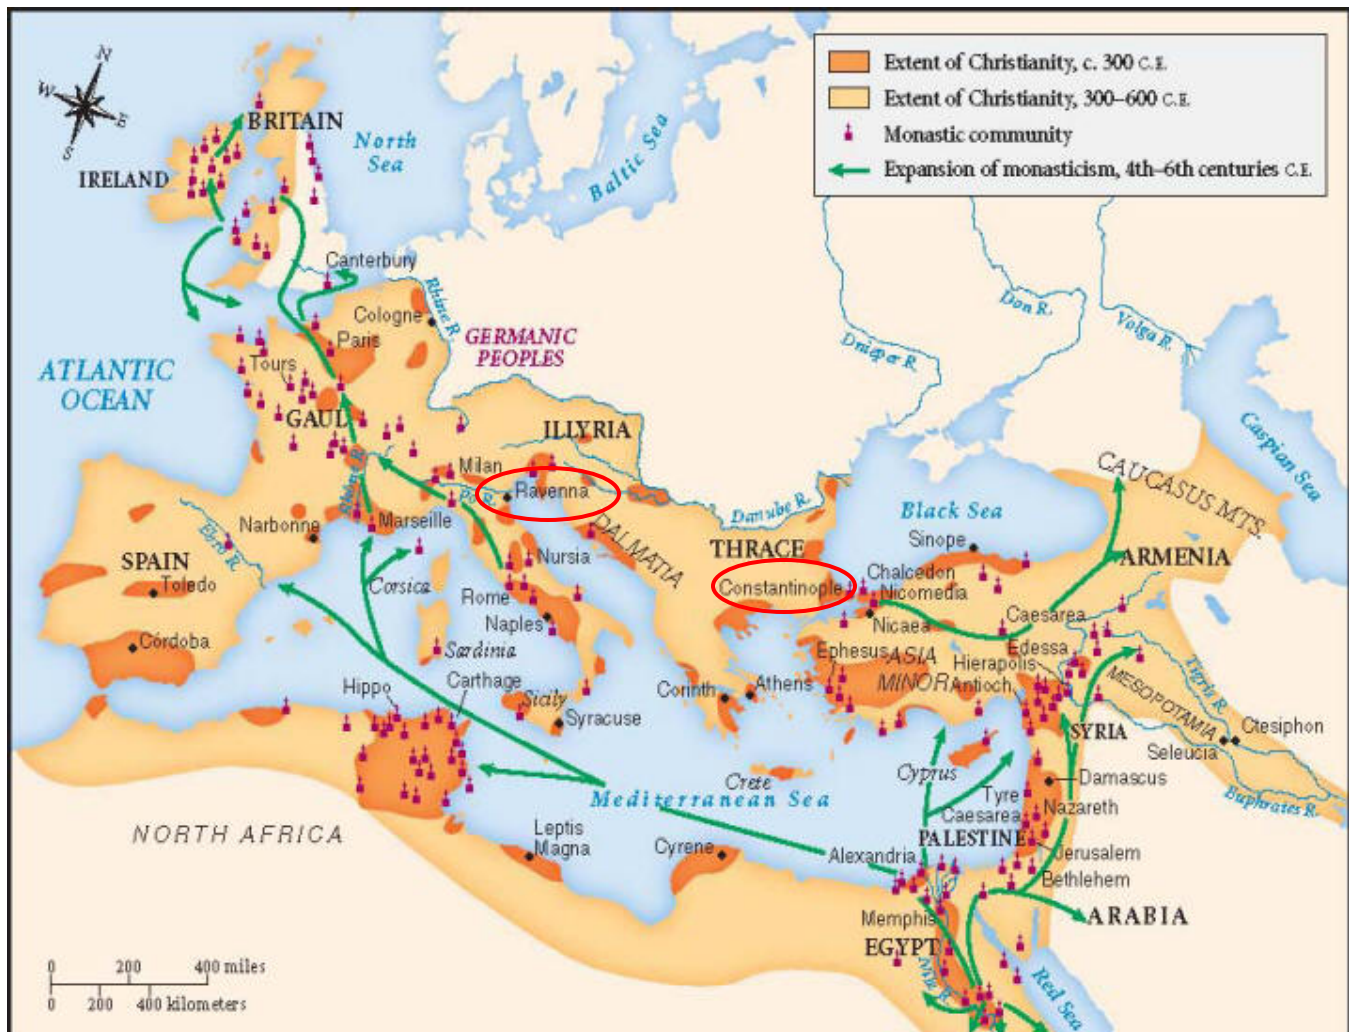 Extent of Christianity, c. 300 C.E.
Extent of Christianity, 300–600 C.E.
Monastic community
Expansion of monasticism, 4th–6th centuries C.E.
N
W
E
S
BRITAIN
North
Sea
Baltic Sea
IRELAND
Canterbury
Rhine R.
Cologne
GERMANIC
PEOPLES
Don R.
Volga R.
Dnieper R.
Paris
ATLANTIC
OCEAN
Tours
GAUL
ILLYRIA
Caspian Sea
Milan
Rhône R.
Po R.
Ravenna
CAUCASUS MTS.
Danube R.
Black Sea
Narbonne
Marseille
Ebro R.
DALMATIA
THRACE
Sinope
SPAIN
Nursia
ARMENIA
Toledo
Corsica
Constantinople
Chalcedon
Nicomedia
Rome
Naples
Nicaea
Caesarea
Córdoba
Sardinia
Ephesus
ASIA
MINOR
Hierapolis
Edessa
Antioch
Tigris R.
MESOPOTAMIA
Hippo
Carthage
Sicily
Corinth
Athens
Syracuse
SYRIA
Ctesiphon
Seleucia
Crete
Cyprus
Damascus
Euphrates R.
Mediterranean Sea
Tyre
Caesarea
Nazareth
NORTH AFRICA
Leptis
Magna
Cyrene
PALESTINE
Alexandria
Jerusalem
Bethlehem
Memphis
ARABIA
EGYPT
Nile R.
Red Sea
0 200 400 miles
0 200 400 kilometers